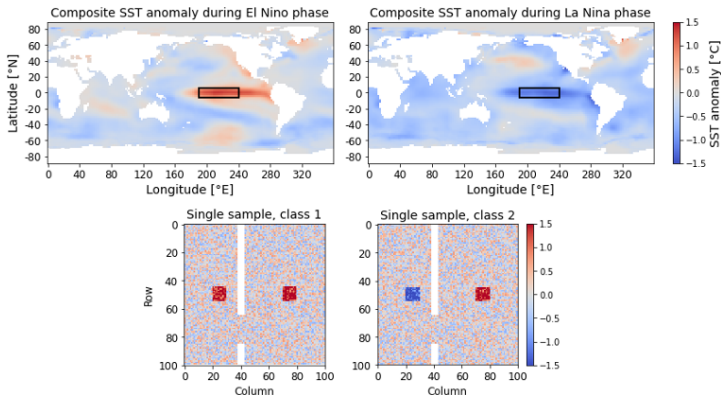 Composite SST anomaly during El Nino phase
Composite SST anomaly during La Nina phase
80
60
40
20
0
-20
-40
-60
-80
Latitude [°N]
0 40 80 120 160 200 240 280 320
Longitude [°E]
80
60
40
20
0
-20
-40
-60
-80
0 40 80 120 160 200 240 280 320
Longitude [°E]
1.5
1.0
0.5
0.0
−0.5
−1.0
−1.5
SST anomaly [°C]
Single sample, class 1
Single sample, class 2
0
20
40
60
80
100
Row
0 20 40 60 80 100
Column
0
20
40
60
80
100
0 20 40 60 80 100
Column
1.5
1.0
0.5
0.0
−0.5
−1.0
−1.5